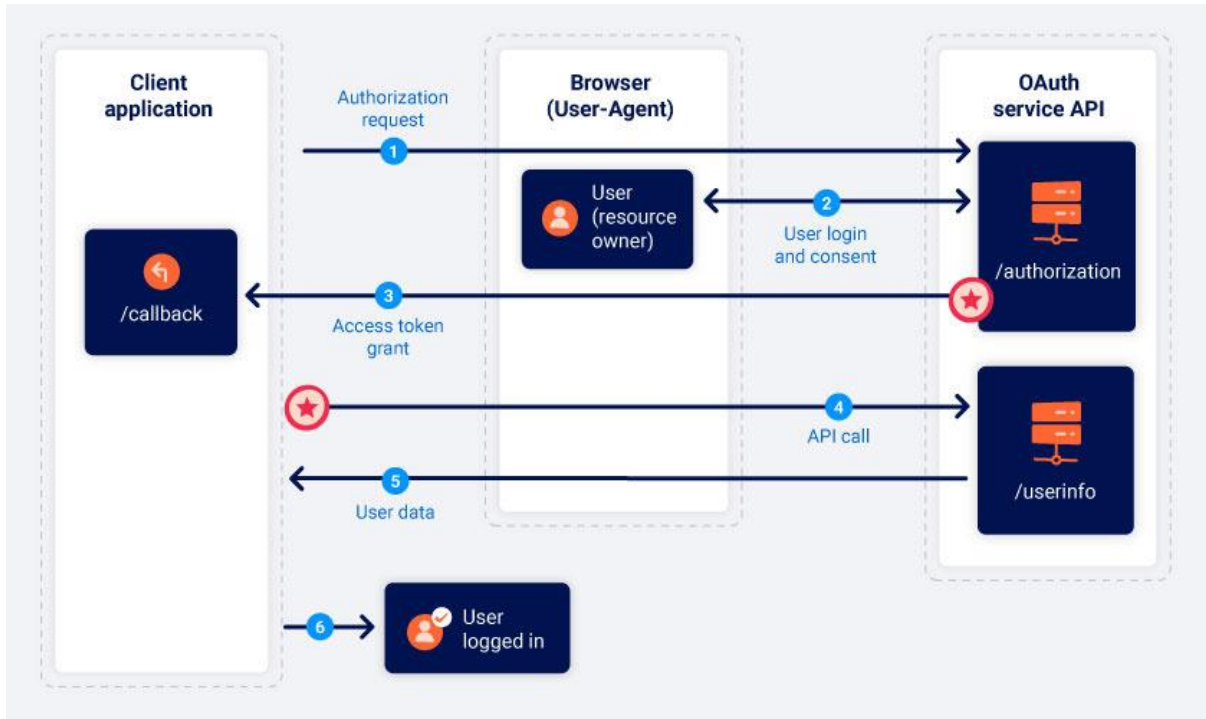 Client
application
Browser
(User-Agent)
OAuth
service API
Authorization
request
1
User
(resource
owner)
2
User login
and consent
/authorization
/callback
3
Access token
grant
4
API call
/userinfo
5
User data
6
User
logged in